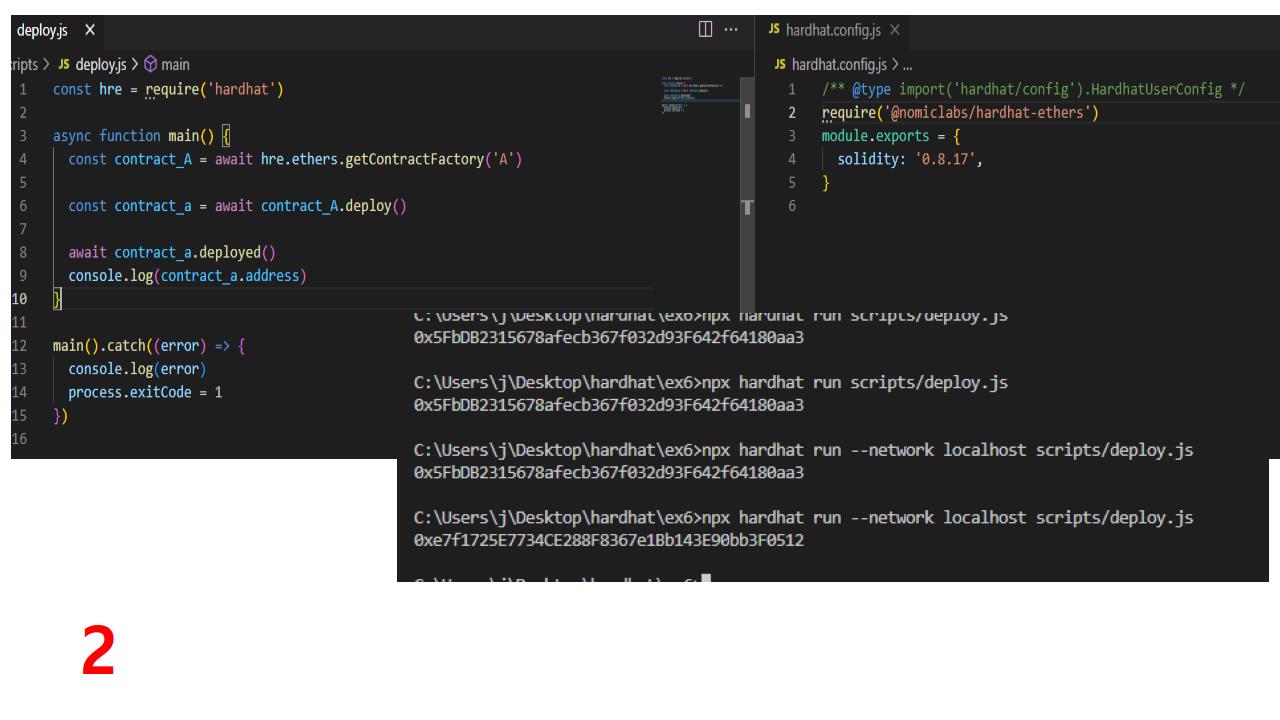 deploy.js ×
ripts > JS deploy.js > main
1 const hre = require('hardhat')
2
3 async function main() {
4 const contract_A = await hre.ethers.getContractFactory('A')
5
6 const contract_a = await contract_A.deploy()
7
8 await contract_a.deployed()
9 console.log(contract_a.address)
10 }
11
12 main().catch((error) => {
13 console.log(error)
14 process.exitCode = 1
15 })
16
JS hardhat.config.js ×
JS hardhat.config.js > ...
1 /** @type import('hardhat/config').HardhatUserConfig */
2 require('@nomiclabs/hardhat-ethers')
3 module.exports = {
4 solidity: '0.8.17',
5 }
6
C:\Users\j\Desktop\hardhat\ex6>npx hardhat run scripts/deploy.js
0x5FbDB2315678afecb367f032d93F642f64180aa3
C:\Users\j\Desktop\hardhat\ex6>npx hardhat run scripts/deploy.js
0x5FbDB2315678afecb367f032d93F642f64180aa3
C:\Users\j\Desktop\hardhat\ex6>npx hardhat run --network localhost scripts/deploy.js
0x5FbDB2315678afecb367f032d93F642f64180aa3
C:\Users\j\Desktop\hardhat\ex6>npx hardhat run --network localhost scripts/deploy.js
0xe7f1725E7734CE288F8367e1Bb143E90bb3F0512
2